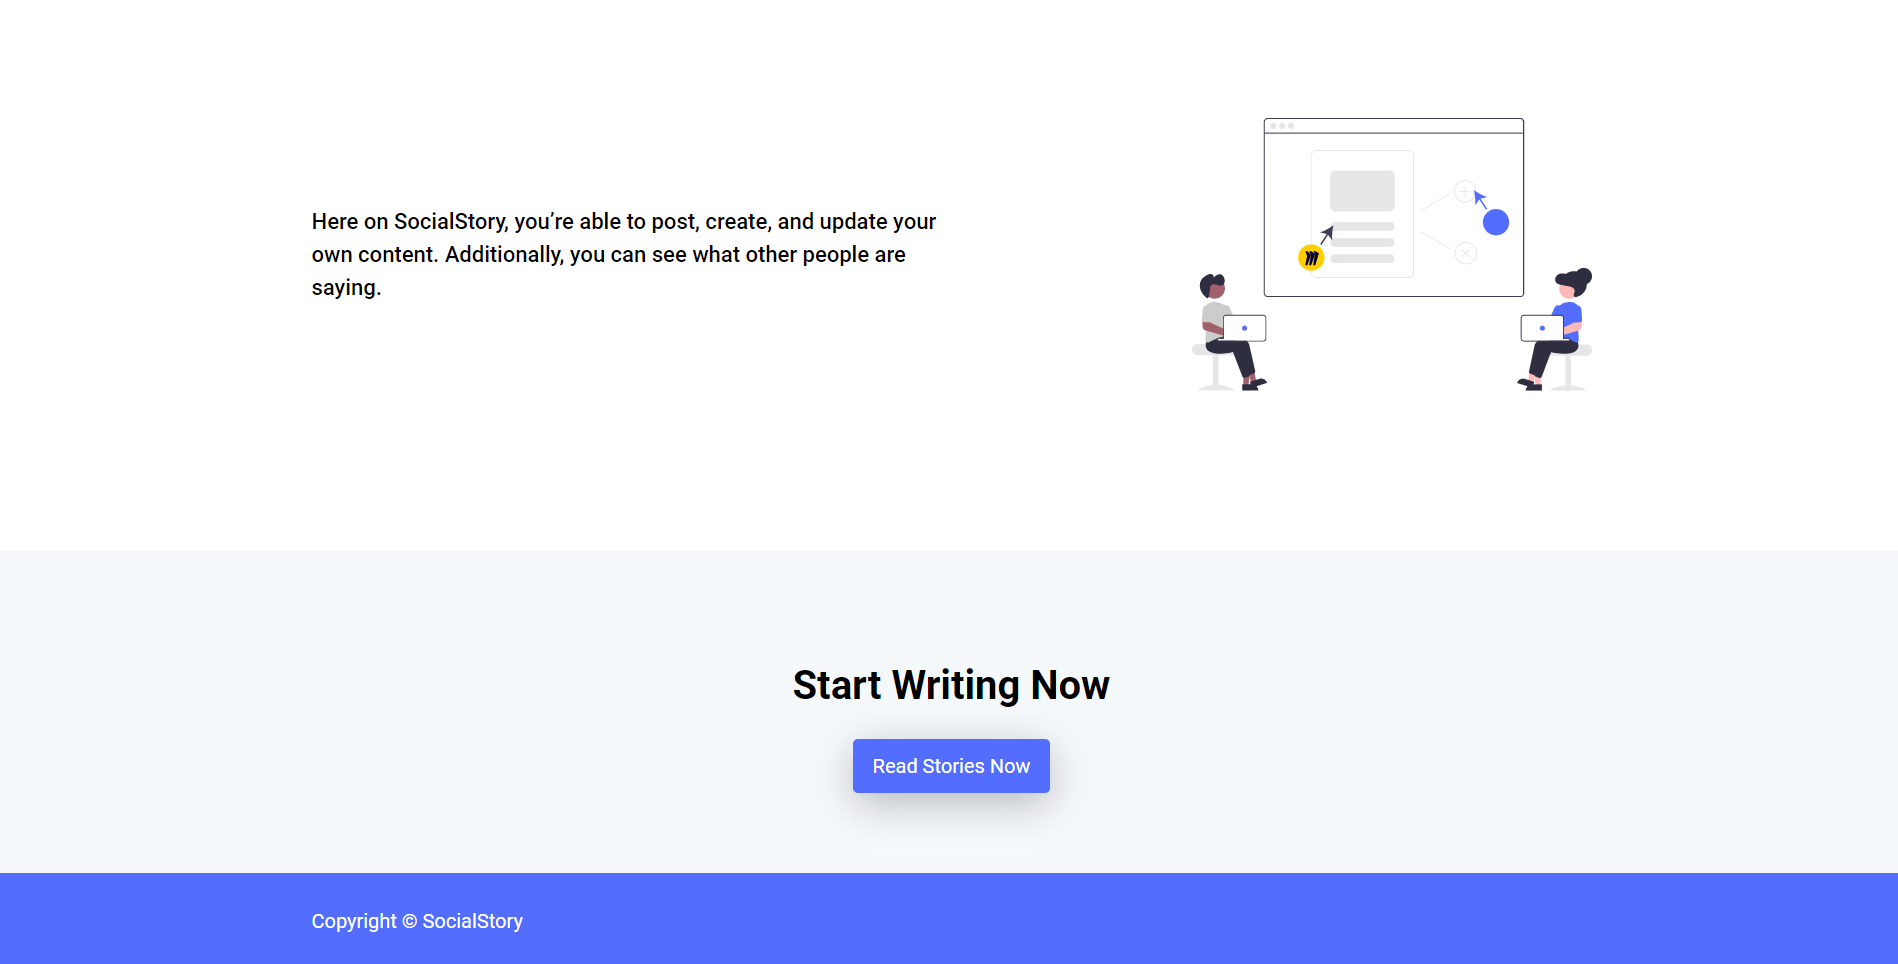 Here on SocialStory, you’re able to post, create, and update your
own content. Additionally, you can see what other people are
saying.
Start Writing Now
Read Stories Now
Copyright © SocialStory